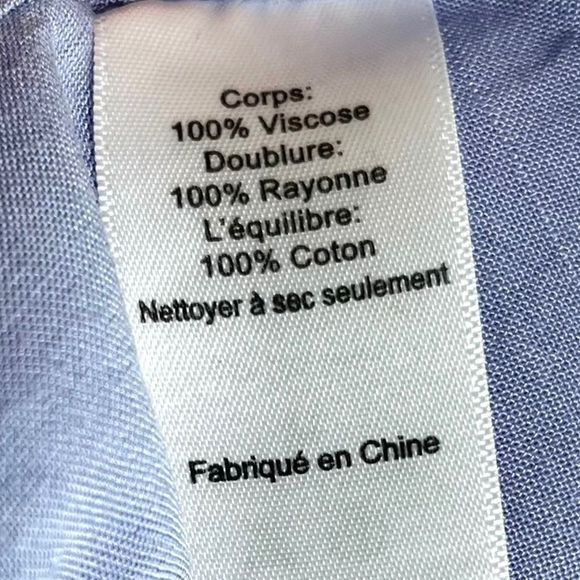 Corps:
100% Viscose
Doublure:
100% Rayonne
L'équilibre:
100% Coton
Nettoyer à sec seulement
Fabriqué en Chine